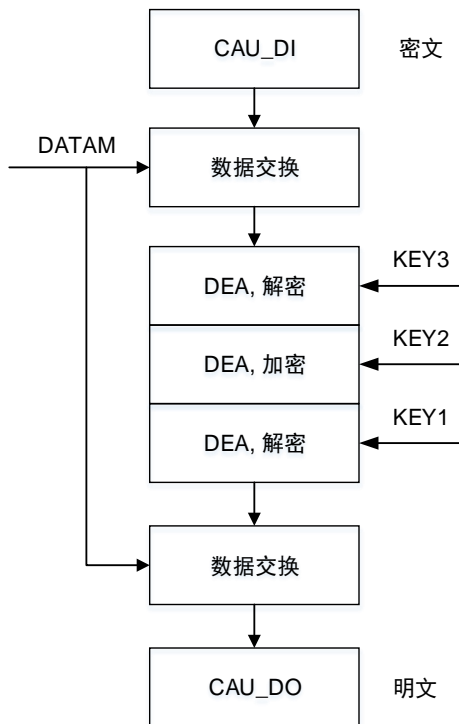 CAU_DI 密文
DATAM
数据交换
KEY3
DEA, 解密
KEY2
DEA, 加密
KEY1
DEA, 解密
数据交换
CAU_DO 明文